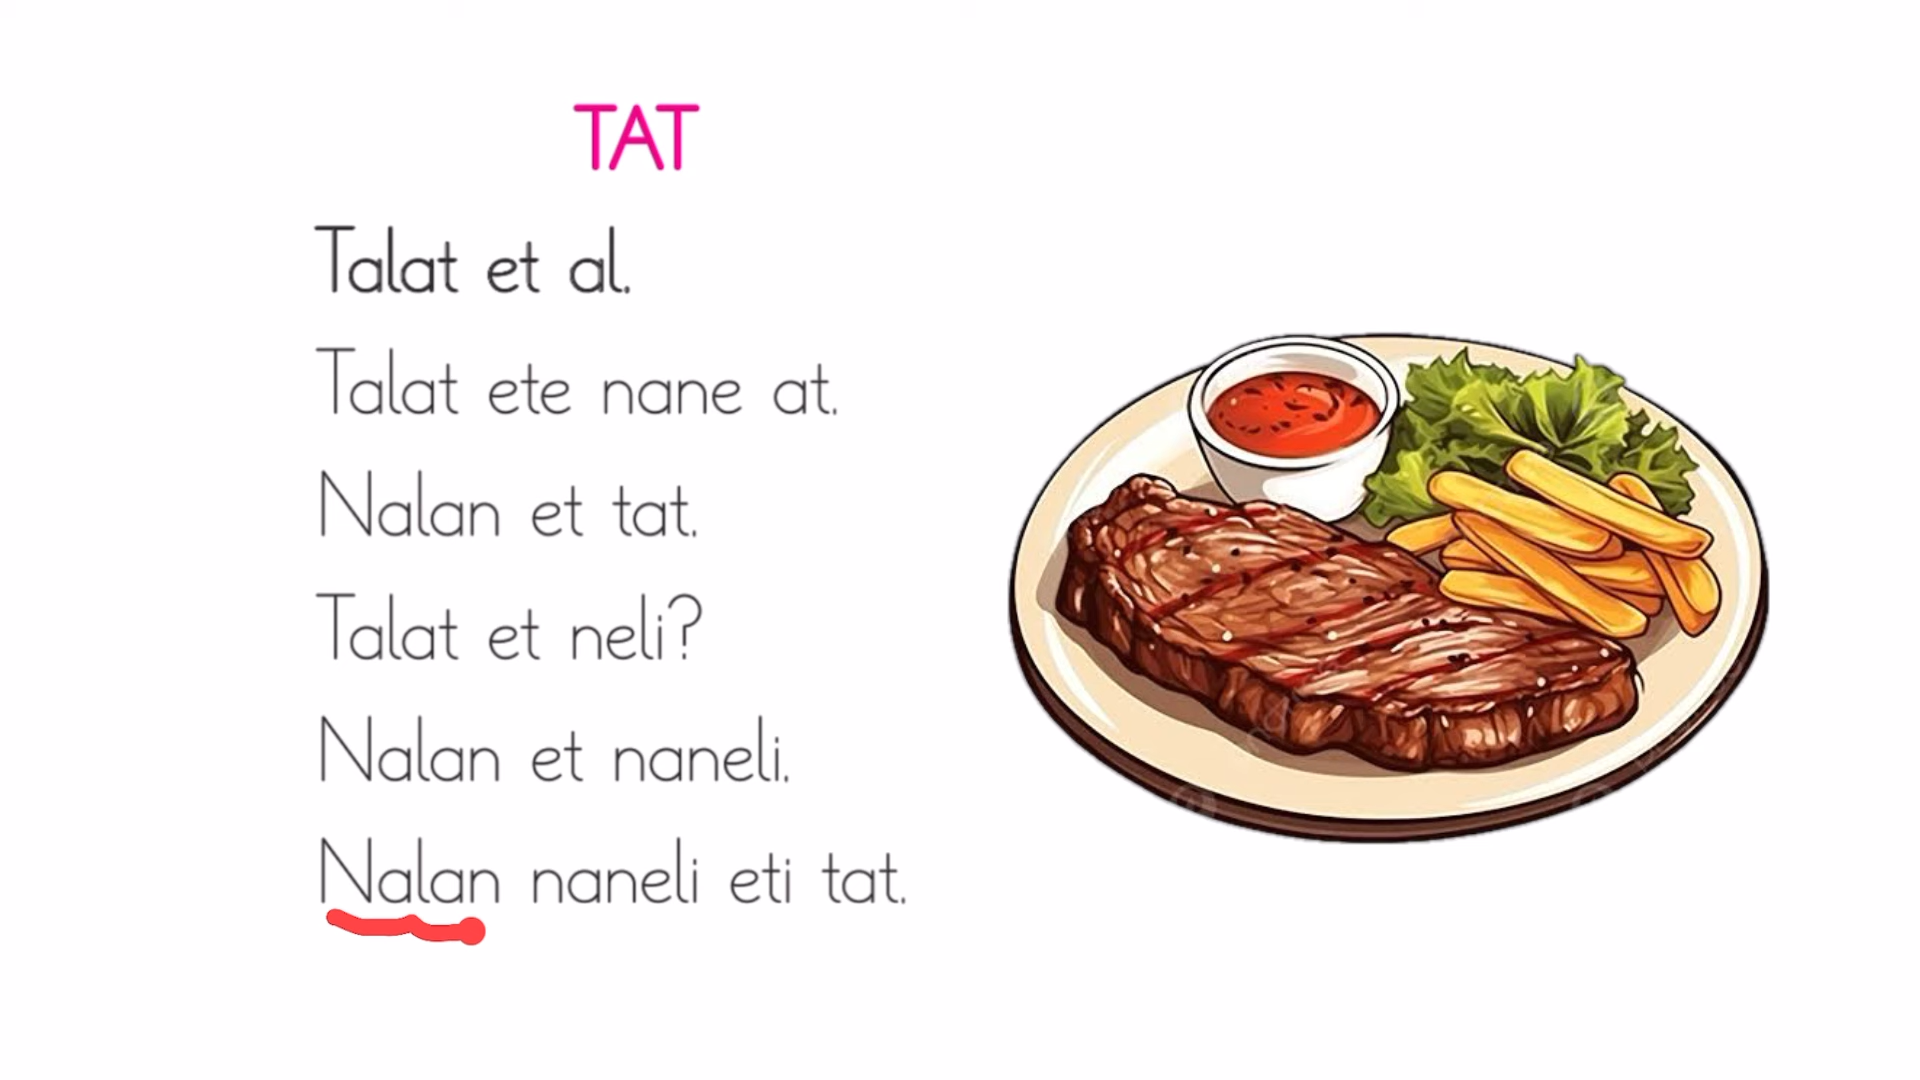 TAT
Talat et al.
Talat ete nane at.
Nalan et tat.
Talat et neli?
Nalan et naneli.
Nalan naneli eti tat.